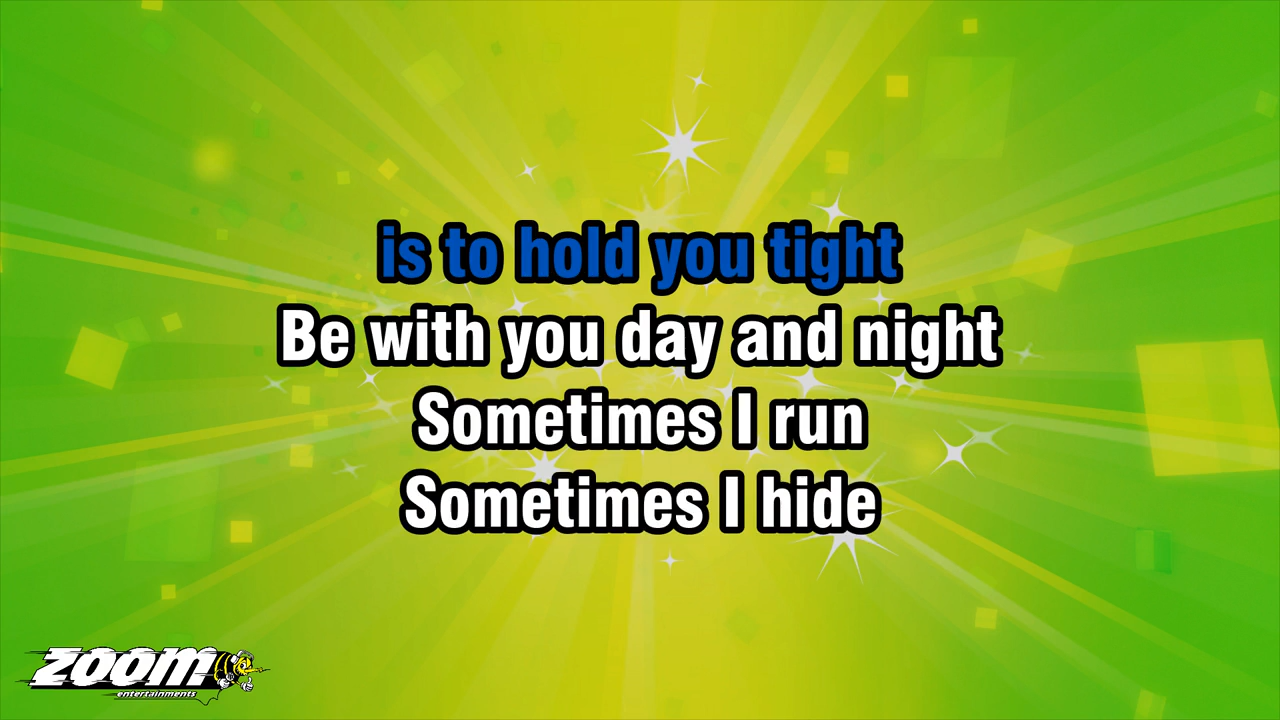 is to hold you tight
Be with you day and night
Sometimes I run
Sometimes I hide
zoom
entertainments